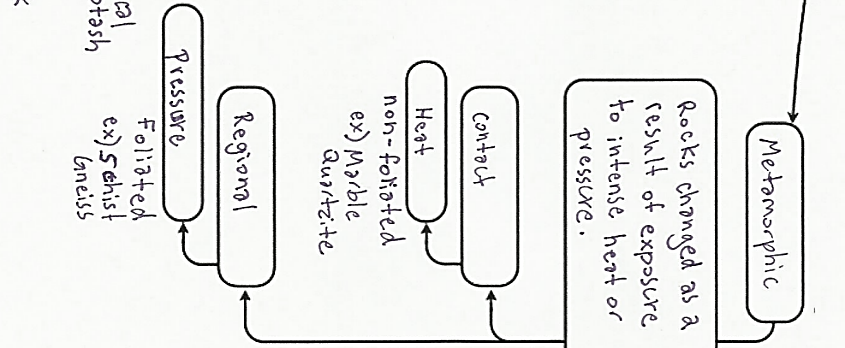 Metamorphic
Rocks changed as a
result of exposure
to intense heat or
pressure.
Contact
Heat
non-foliated
ex) Marble
Quartzite
Regional
Pressure
Foliated
ex) Schist
Gneiss